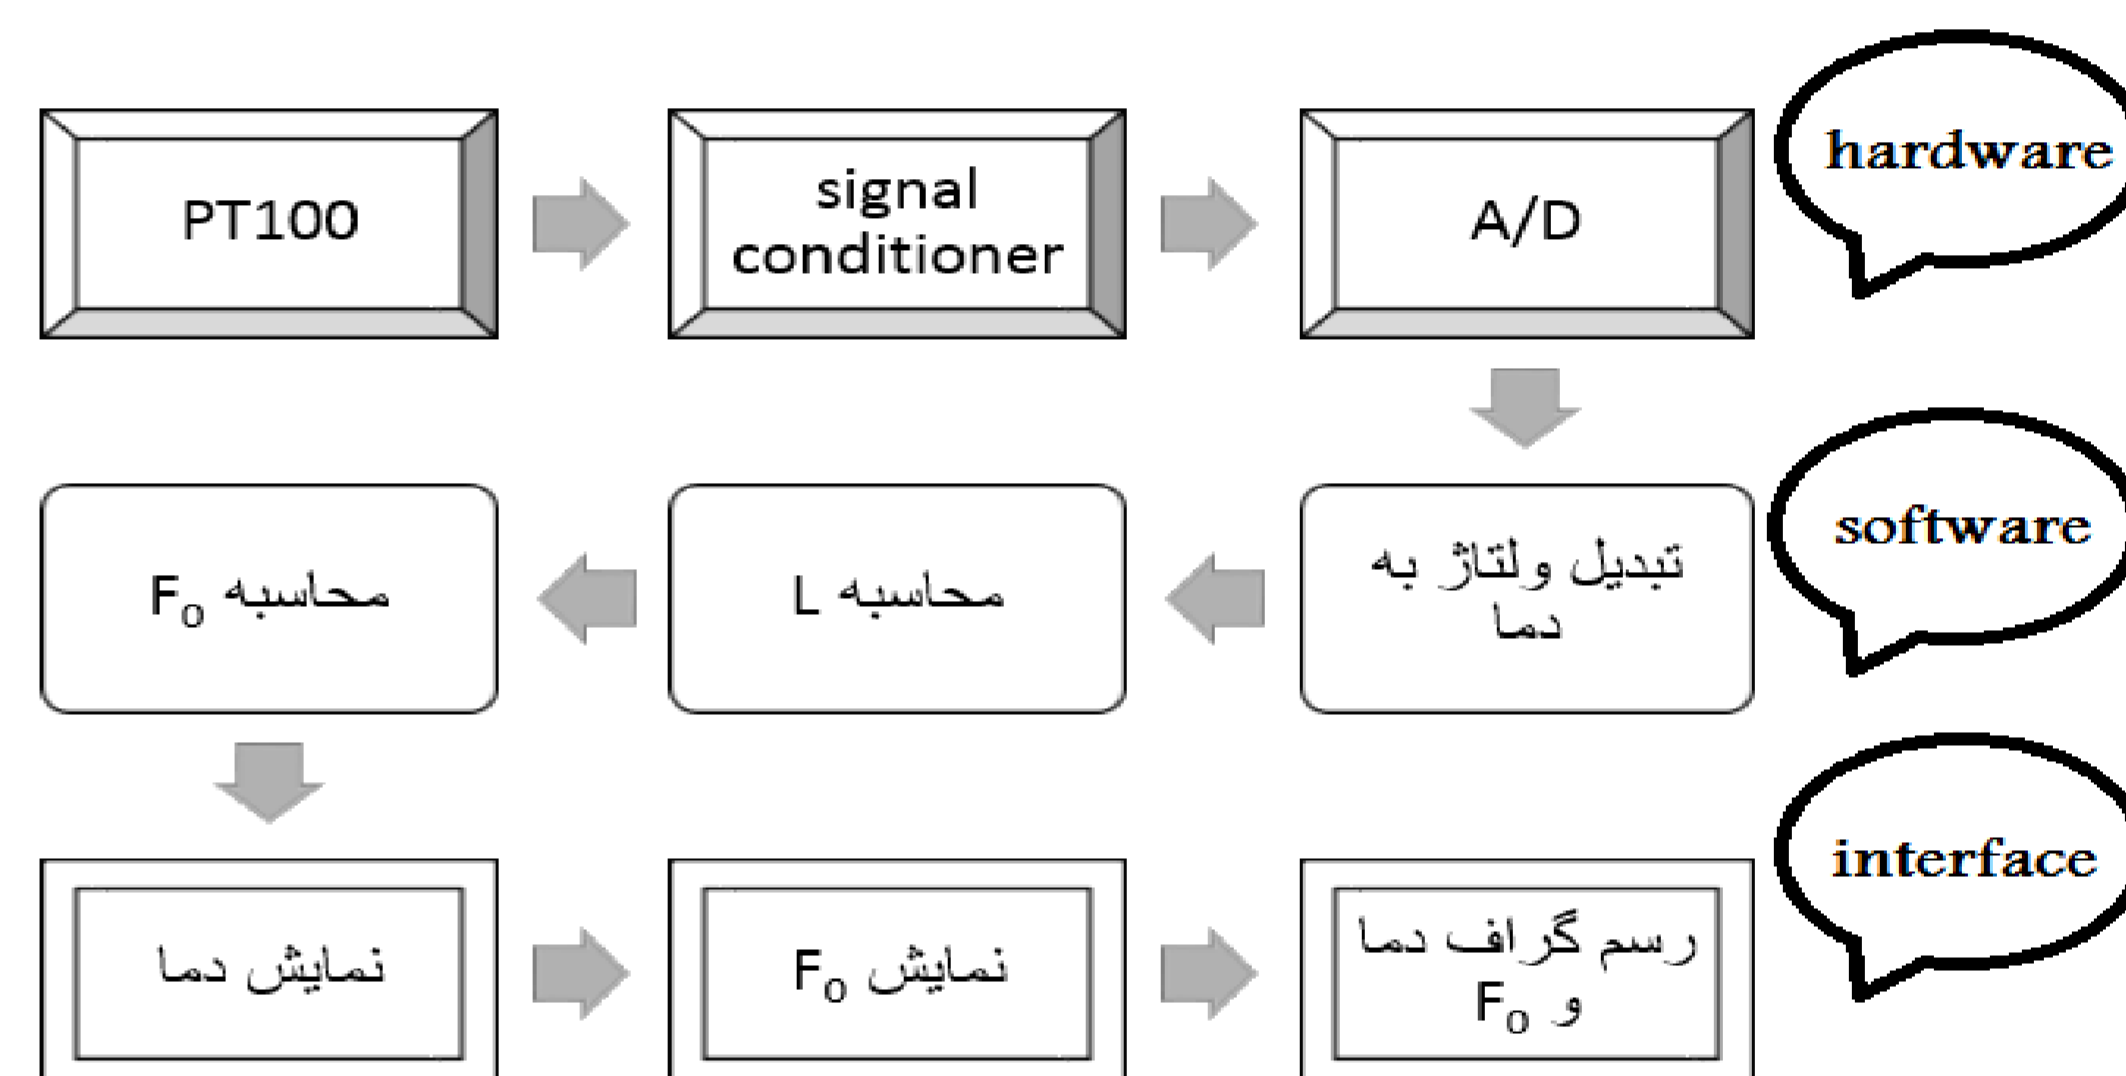 PT100
signal
conditioner
A/D
hardware
محاسبه F₀
محاسبه L
تبدیل ولتاژ به
دما
software
نمایش دما
نمایش F₀
رسم گراف دما
و F₀
interface